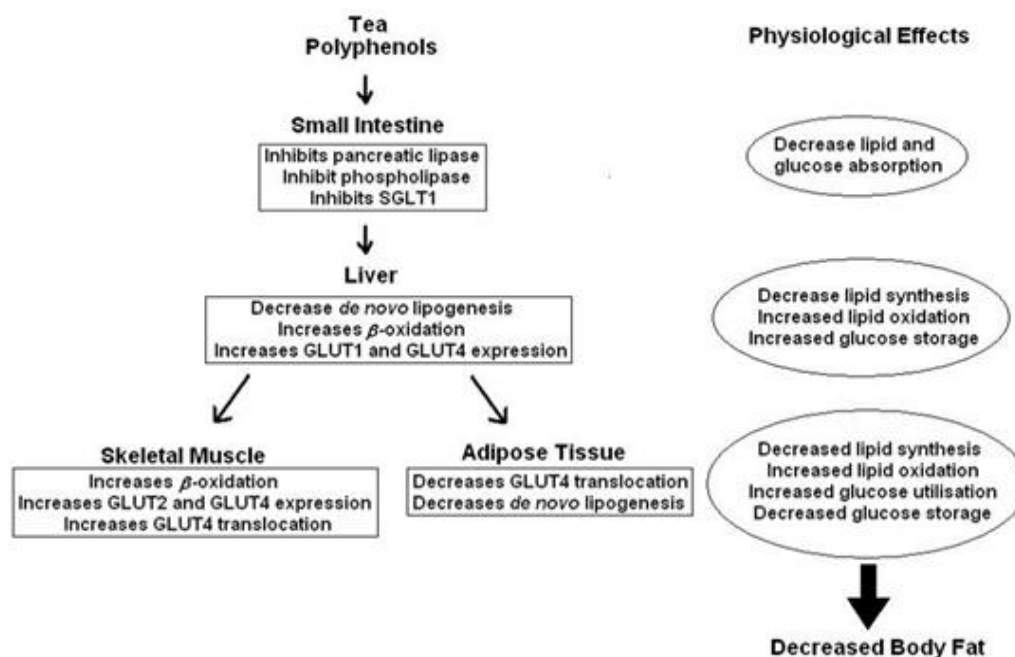 Tea
Polyphenols
Physiological Effects
Small Intestine
Inhibits pancreatic lipase
Inhibit phospholipase
Inhibits SGLT1
Decrease lipid and
glucose absorption
Liver
Decrease de novo lipogenesis
Increases β-oxidation
Increases GLUT1 and GLUT4 expression
Decrease lipid synthesis
Increased lipid oxidation
Increased glucose storage
Skeletal Muscle
Increases β-oxidation
Increases GLUT2 and GLUT4 expression
Increases GLUT4 translocation
Adipose Tissue
Decreases GLUT4 translocation
Decreases de novo lipogenesis
Decreased lipid synthesis
Increased lipid oxidation
Increased glucose utilisation
Decreased glucose storage
Decreased Body Fat